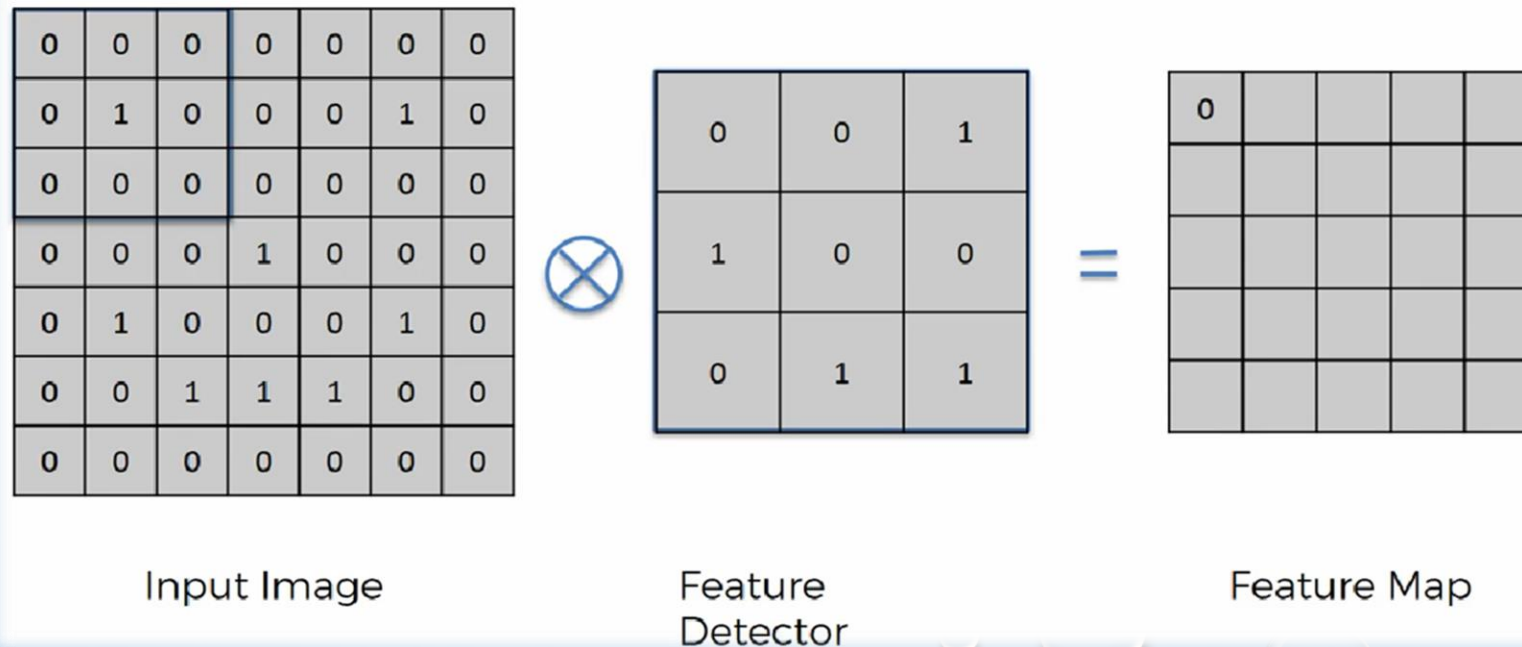 0 0 0 0 0 0 0
0 1 0 0 0 1 0
0 0 0 0 0 0 0
0 0 0 1 0 0 0
0 1 0 0 0 1 0
0 0 1 1 1 0 0
0 0 0 0 0 0 0
0 0 1
1 0 0
0 1 1
=
0
Input Image
Feature
Detector
Feature Map